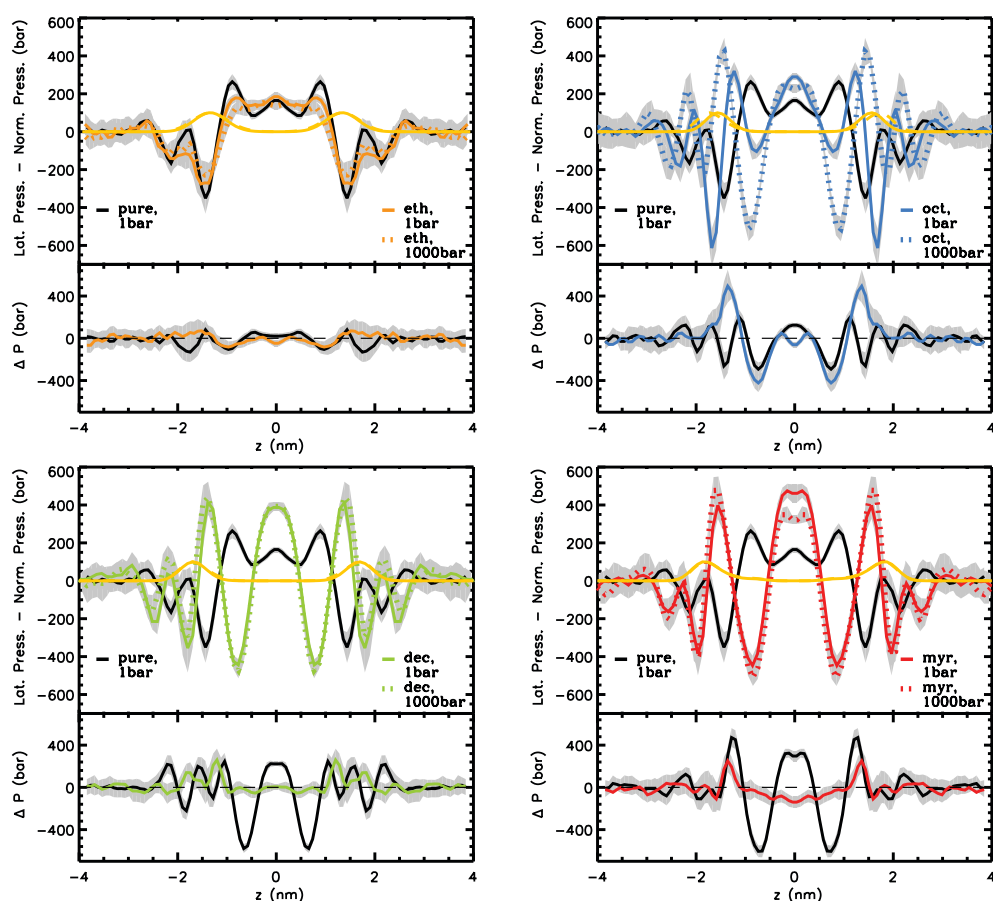 Lat. Press. − Norm. Press. (bar)
600
400
200
0
−200
−400
−600
pure,
1bar
eth,
1bar
eth,
1000bar
Δ P (bar)
400
0
−400
−4
−2
0
2
4
z (nm)
Lat. Press. − Norm. Press. (bar)
600
400
200
0
−200
−400
−600
pure,
1bar
oct,
1bar
oct,
1000bar
Δ P (bar)
400
0
−400
−4
−2
0
2
4
z (nm)
Lat. Press. − Norm. Press. (bar)
600
400
200
0
−200
−400
−600
pure,
1bar
dec,
1bar
dec,
1000bar
Δ P (bar)
400
0
−400
−4
−2
0
2
4
z (nm)
Lat. Press. − Norm. Press. (bar)
600
400
200
0
−200
−400
−600
pure,
1bar
myr,
1bar
myr,
1000bar
Δ P (bar)
400
0
−400
−4
−2
0
2
4
z (nm)